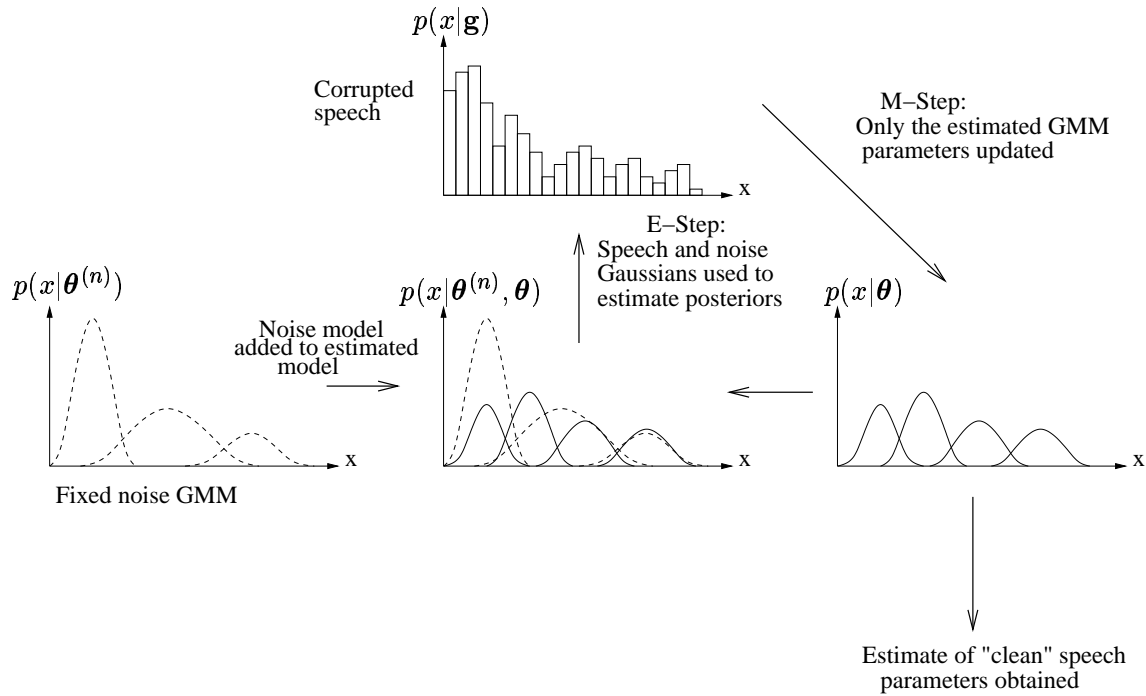 p(x|g)
Corrupted
speech
x
M–Step:
Only the estimated GMM
parameters updated
E–Step:
Speech and noise
Gaussians used to
estimate posteriors
p(x|θ^(n))
x
Fixed noise GMM
Noise model
added to estimated
model
p(x|θ^(n), θ)
x
p(x|θ)
x
Estimate of "clean" speech
parameters obtained